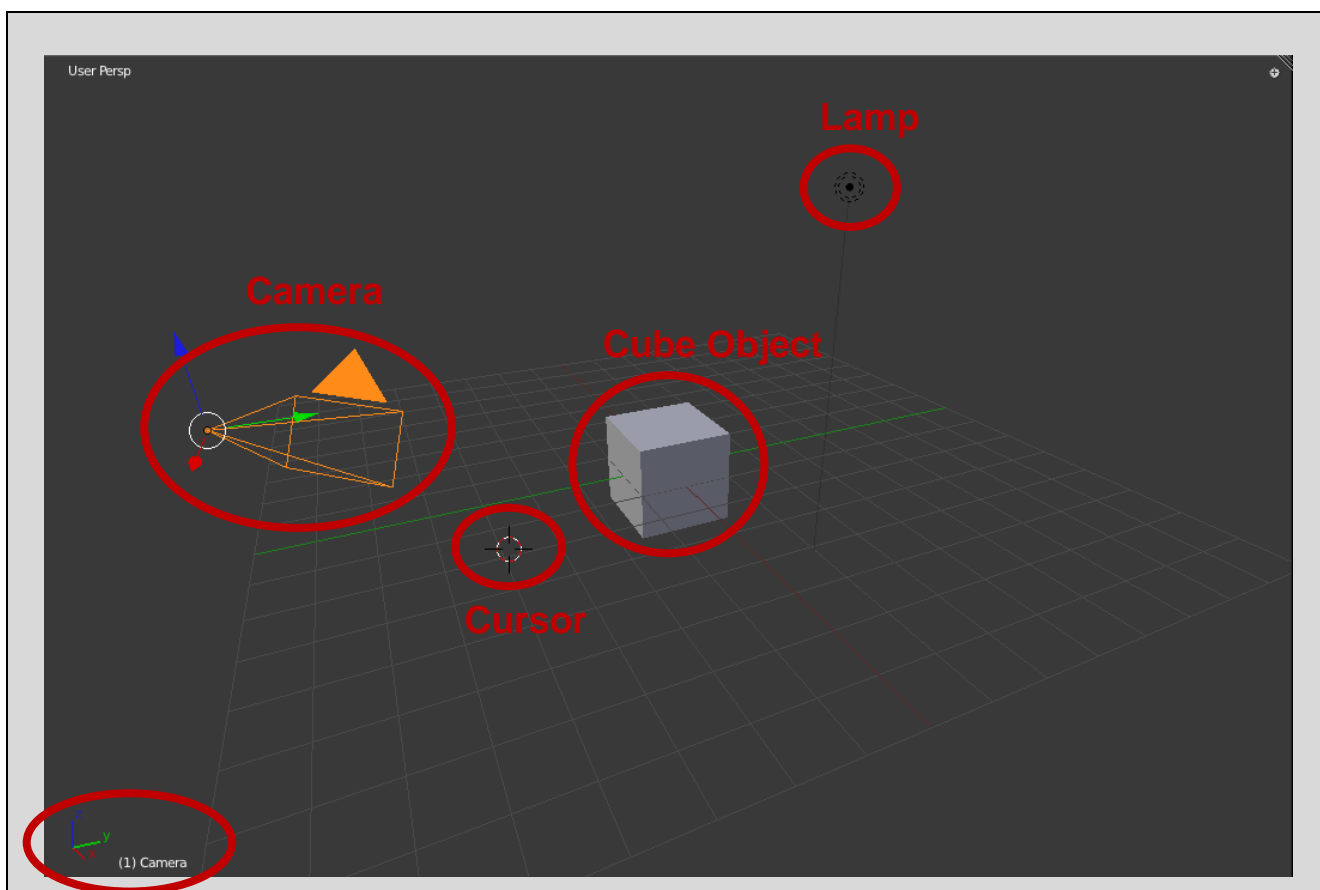 User Persp
Lamp
Camera
Cube Object
Cursor
z
y
x
(1) Camera